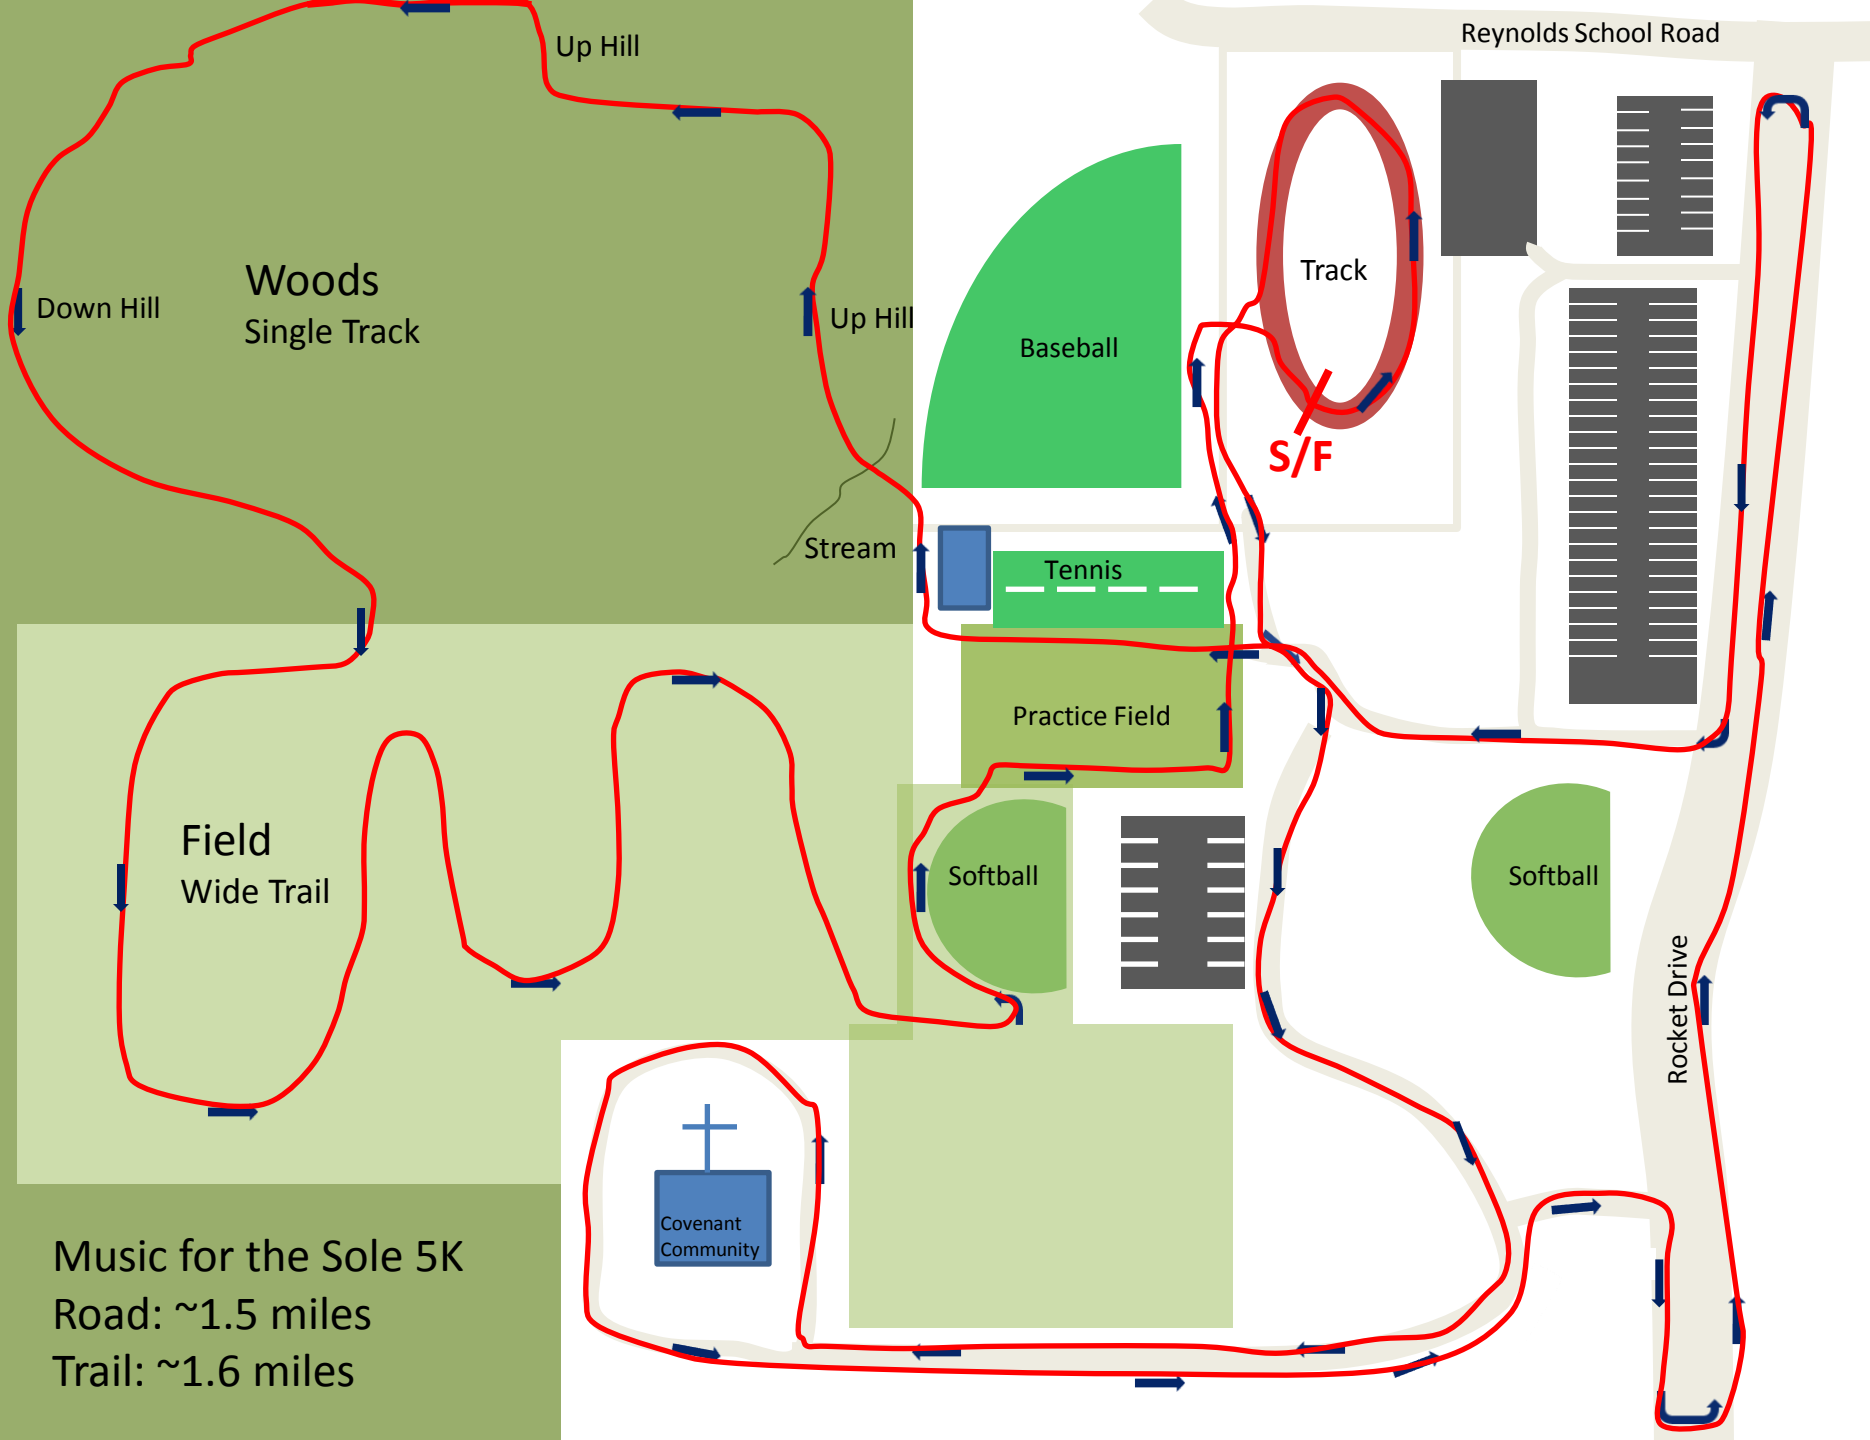 Reynolds School Road
Up Hill
Track
Woods
Single Track
Down Hill
Up Hill
Baseball
S/F
Stream
Tennis
Practice Field
Field
Wide Trail
Softball
Softball
Rocket Drive
Covenant
Community
Music for the Sole 5K
Road: ~1.5 miles
Trail: ~1.6 miles